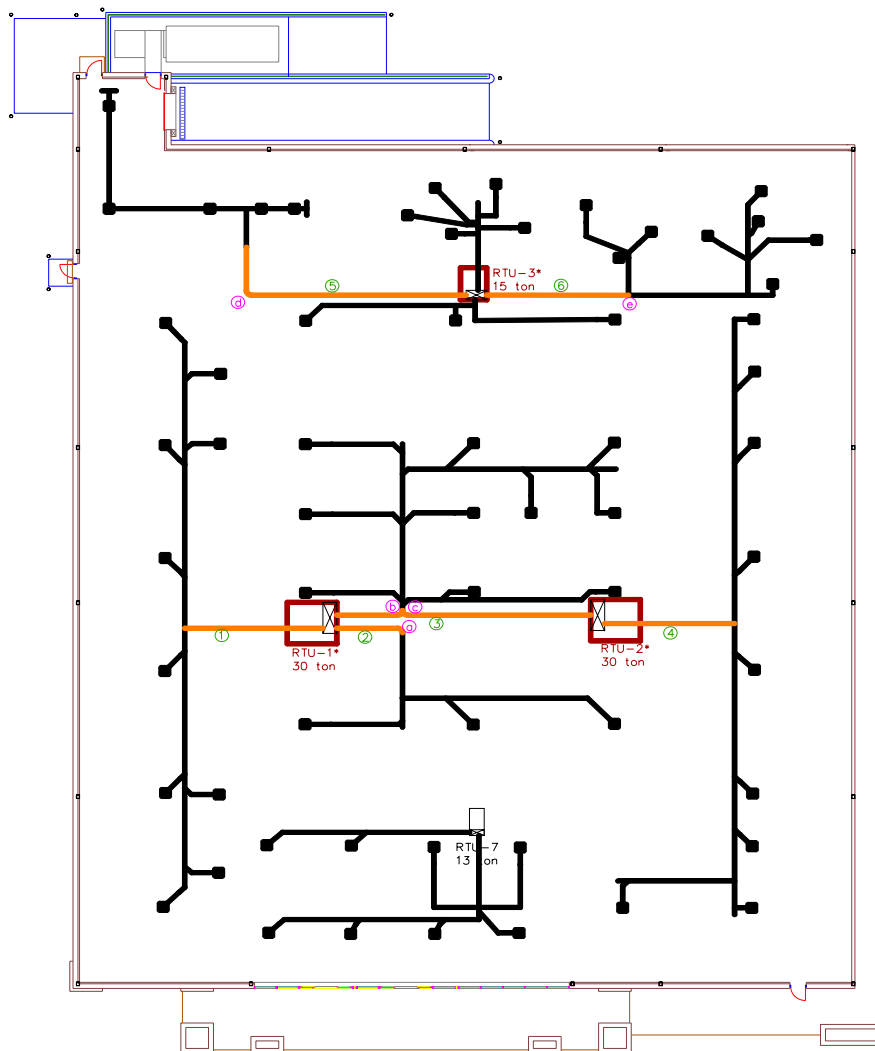 RTU-3*
15 ton
⑤
⑥
ⓓ
ⓔ
ⓑ
ⓒ
①
②
ⓐ
③
④
RTU-1*
30 ton
RTU-2*
30 ton
RTU-7
13 ton